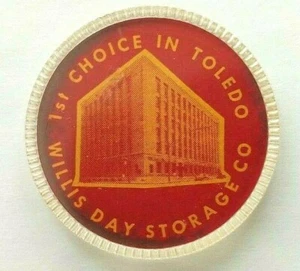 1st CHOICE IN TOLEDO
WILLIS DAY STORAGE CO